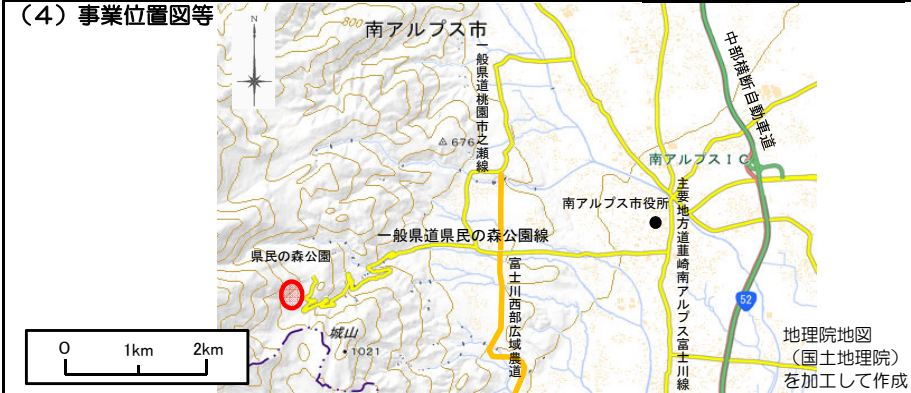 (4)事業位置図等
N
800
南アルプス市
一般県道桃園市之瀬線
中部横断自動車道
676
南アルプスIC
南アルプス市役所
主要地方道韮崎南アルプス富士川線
一般県道県民の森公園線
県民の森公園
富士川西部広域農道
52
城山
1021
0 1km 2km
地理院地図
(国土地理院)
を加工して作成